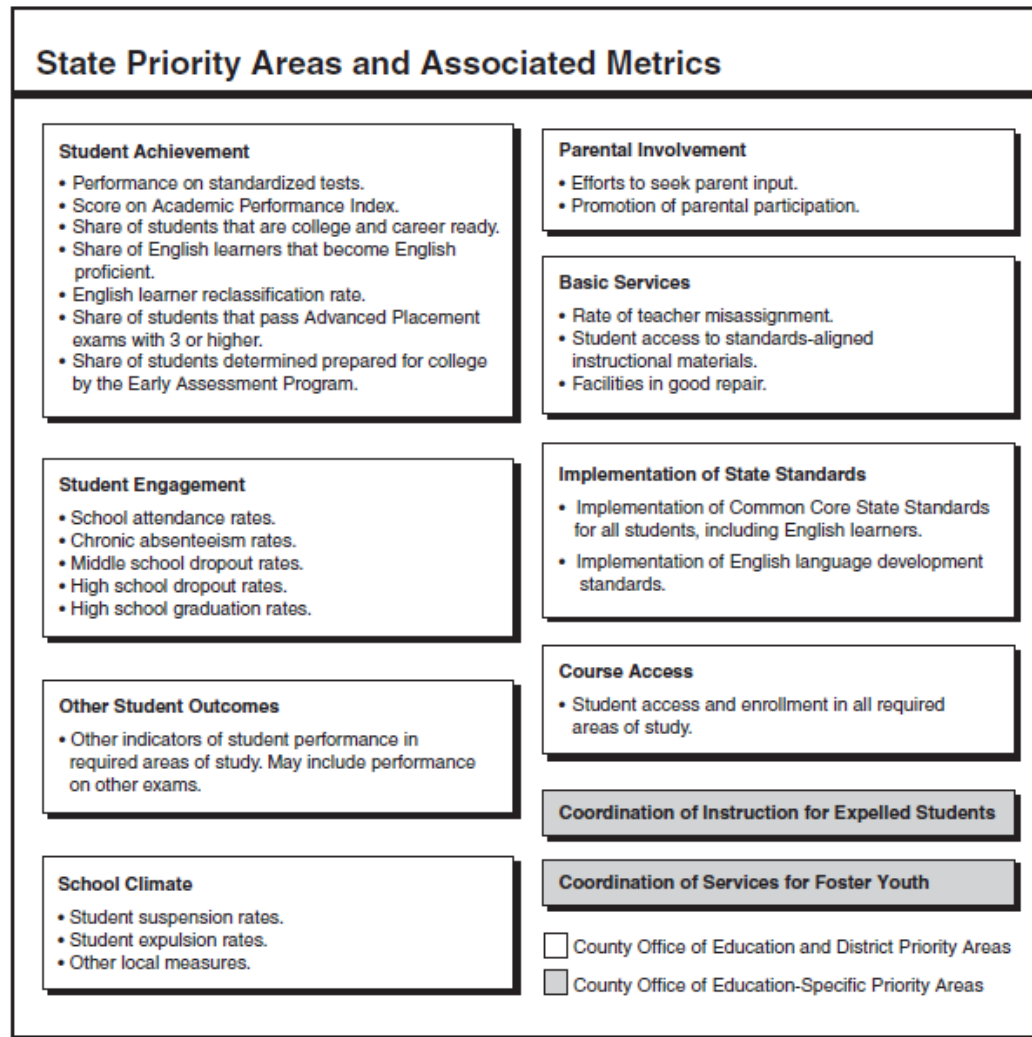 State Priority Areas and Associated Metrics
Student Achievement
• Performance on standardized tests.
• Score on Academic Performance Index.
• Share of students that are college and career ready.
• Share of English learners that become English
proficient.
• English learner reclassification rate.
• Share of students that pass Advanced Placement
exams with 3 or higher.
• Share of students determined prepared for college
by the Early Assessment Program.
Student Engagement
• School attendance rates.
• Chronic absenteeism rates.
• Middle school dropout rates.
• High school dropout rates.
• High school graduation rates.
Other Student Outcomes
• Other indicators of student performance in
required areas of study. May include performance
on other exams.
School Climate
• Student suspension rates.
• Student expulsion rates.
• Other local measures.
Parental Involvement
• Efforts to seek parent input.
• Promotion of parental participation.
Basic Services
• Rate of teacher misassignment.
• Student access to standards-aligned
instructional materials.
• Facilities in good repair.
Implementation of State Standards
• Implementation of Common Core State Standards
for all students, including English learners.
• Implementation of English language development
standards.
Course Access
• Student access and enrollment in all required
areas of study.
Coordination of Instruction for Expelled Students
Coordination of Services for Foster Youth
County Office of Education and District Priority Areas
County Office of Education-Specific Priority Areas